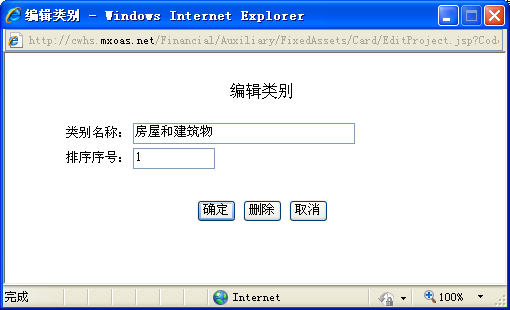 编辑类别 - Windows Internet Explorer
http://cwhs.mxoas.net/Financial/Auxiliary/FixedAssets/Card/EditProject.jsp?Code
编辑类别
类别名称: 房屋和建筑物
排序序号: 1
确定 删除 取消
完成 Internet 100%